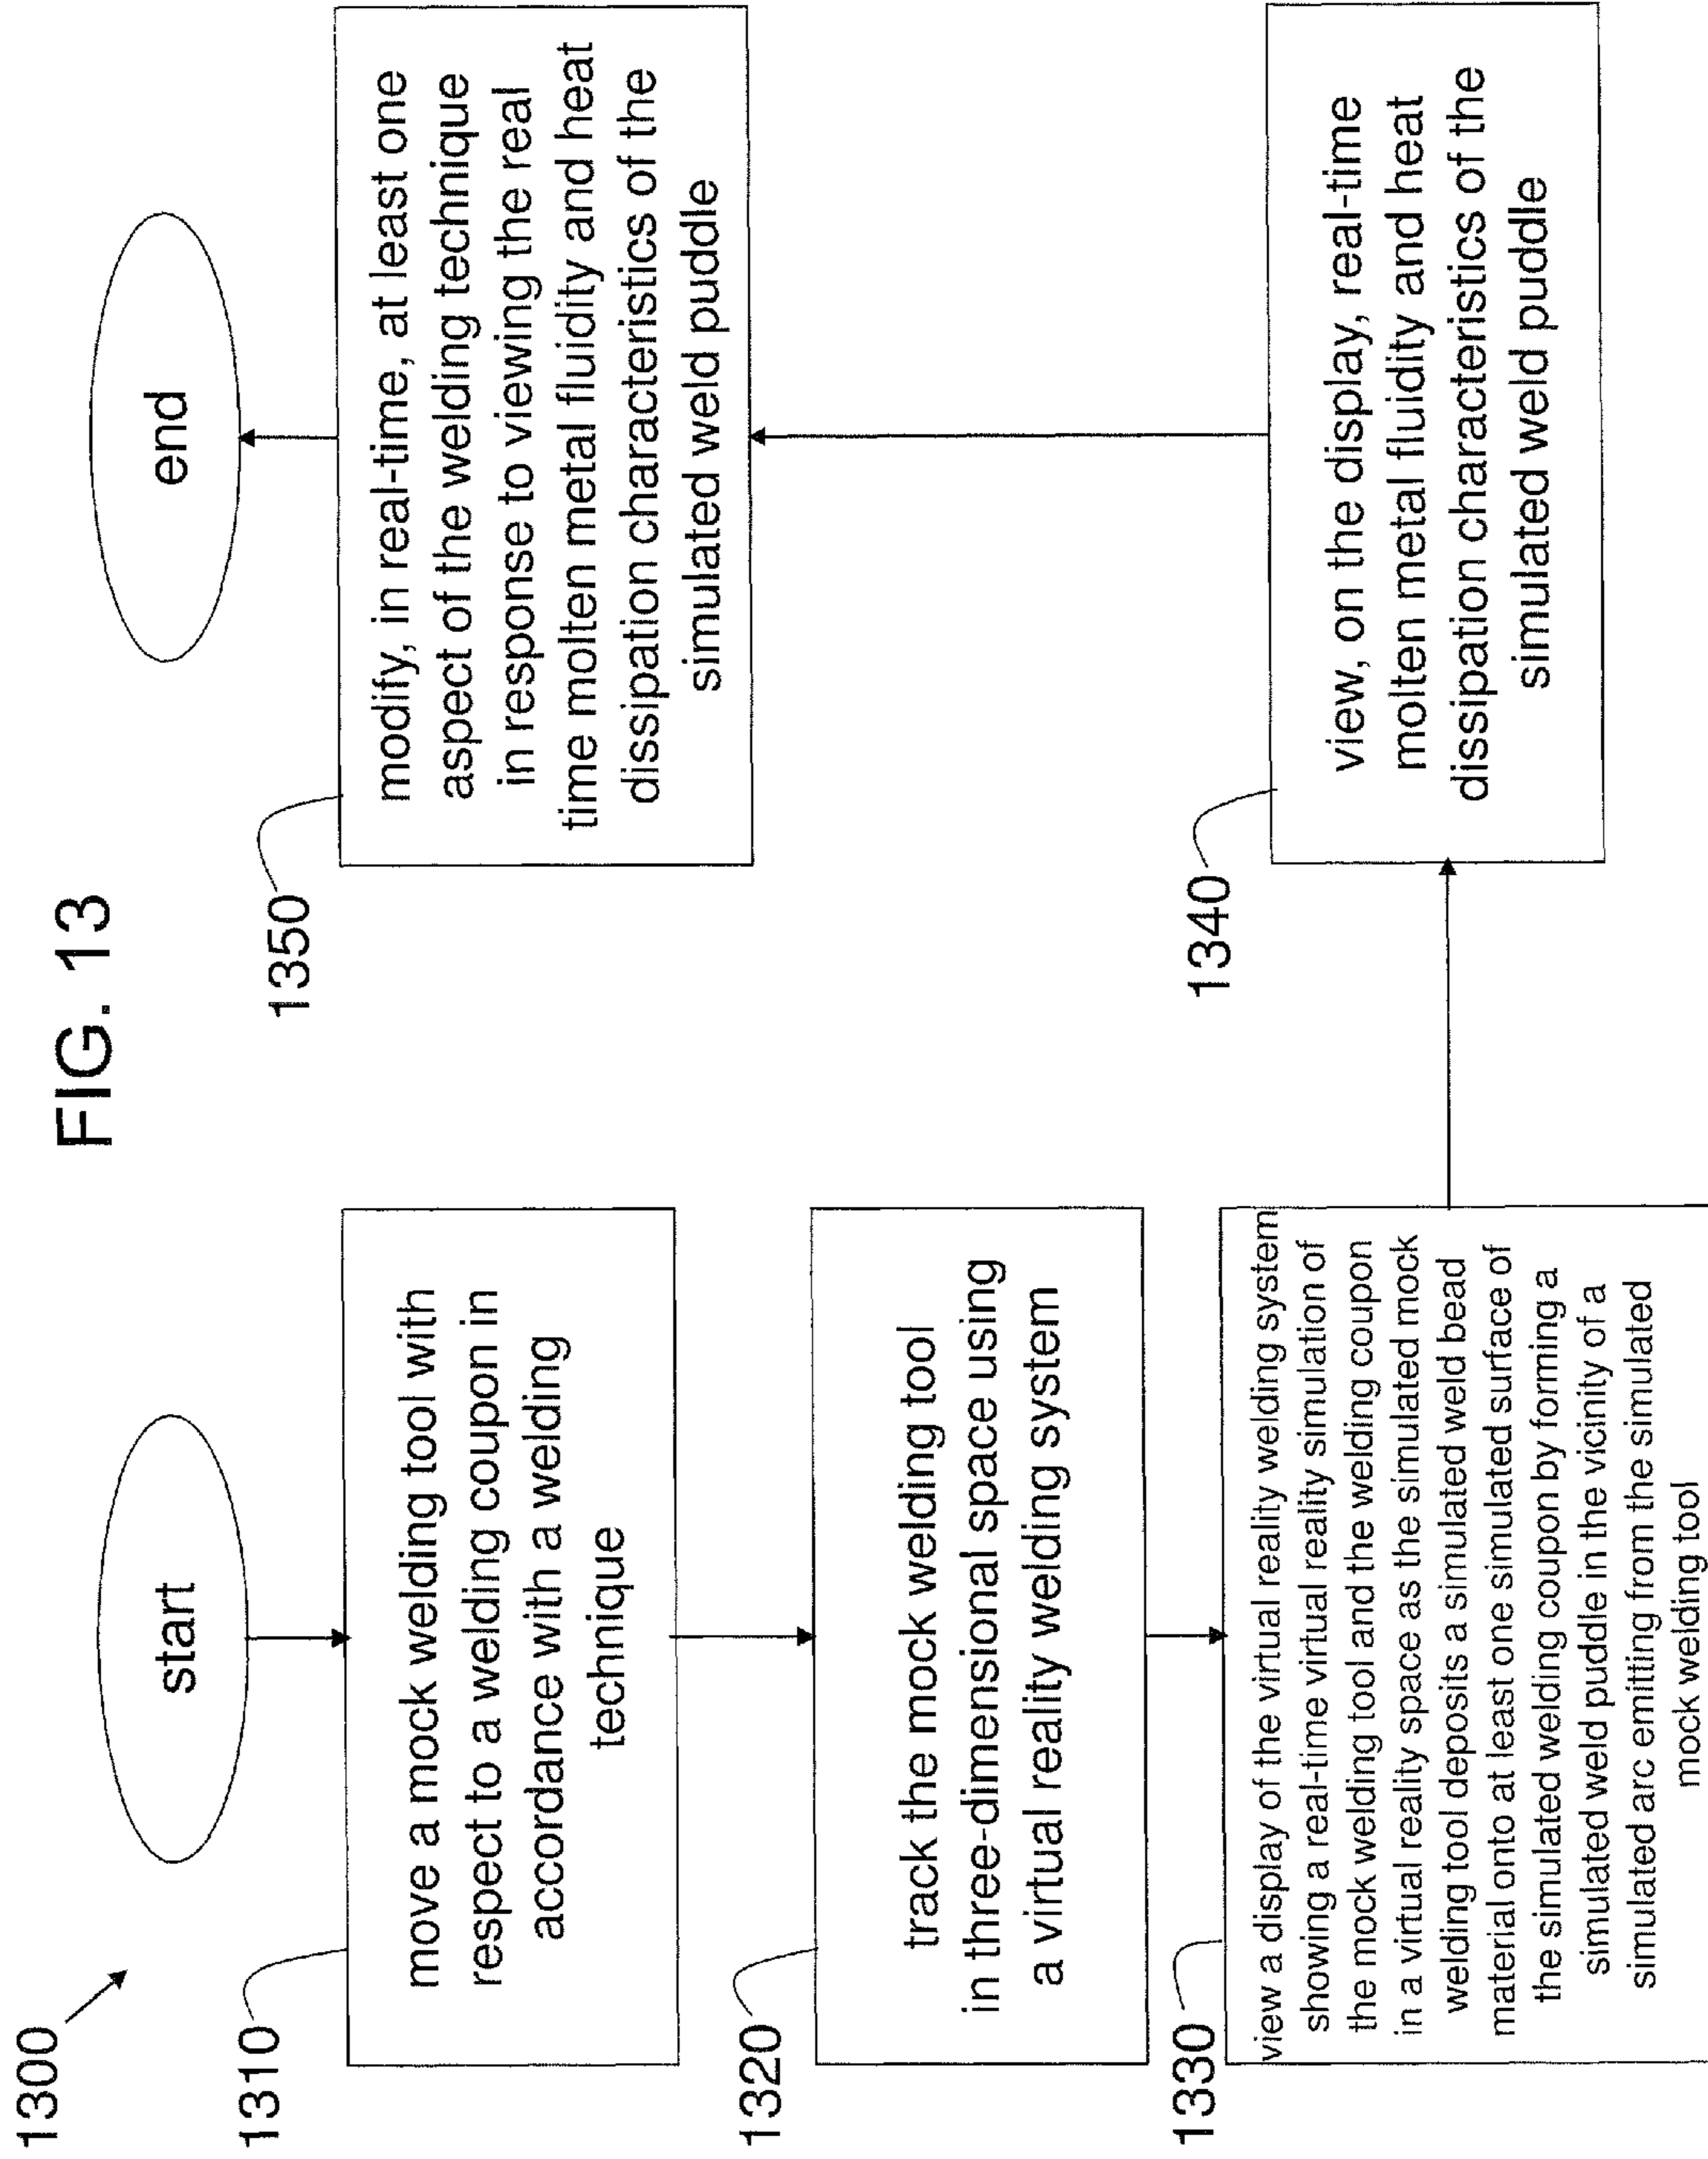 FIG. 13
1300
start
1310
move a mock welding tool with
respect to a welding coupon in
accordance with a welding
technique
1320
track the mock welding tool
in three-dimensional space using
a virtual reality welding system
1330
view a display of the virtual reality welding system
showing a real-time virtual reality simulation of
the mock welding tool and the welding coupon
in a virtual reality space as the simulated mock
welding tool deposits a simulated weld bead
material onto at least one simulated surface of
the simulated welding coupon by forming a
simulated weld puddle in the vicinity of a
simulated arc emitting from the simulated
mock welding tool
1340
view, on the display, real-time
molten metal fluidity and heat
dissipation characteristics of the
simulated weld puddle
1350
modify, in real-time, at least one
aspect of the welding technique
in response to viewing the real
time molten metal fluidity and heat
dissipation characteristics of the
simulated weld puddle
end